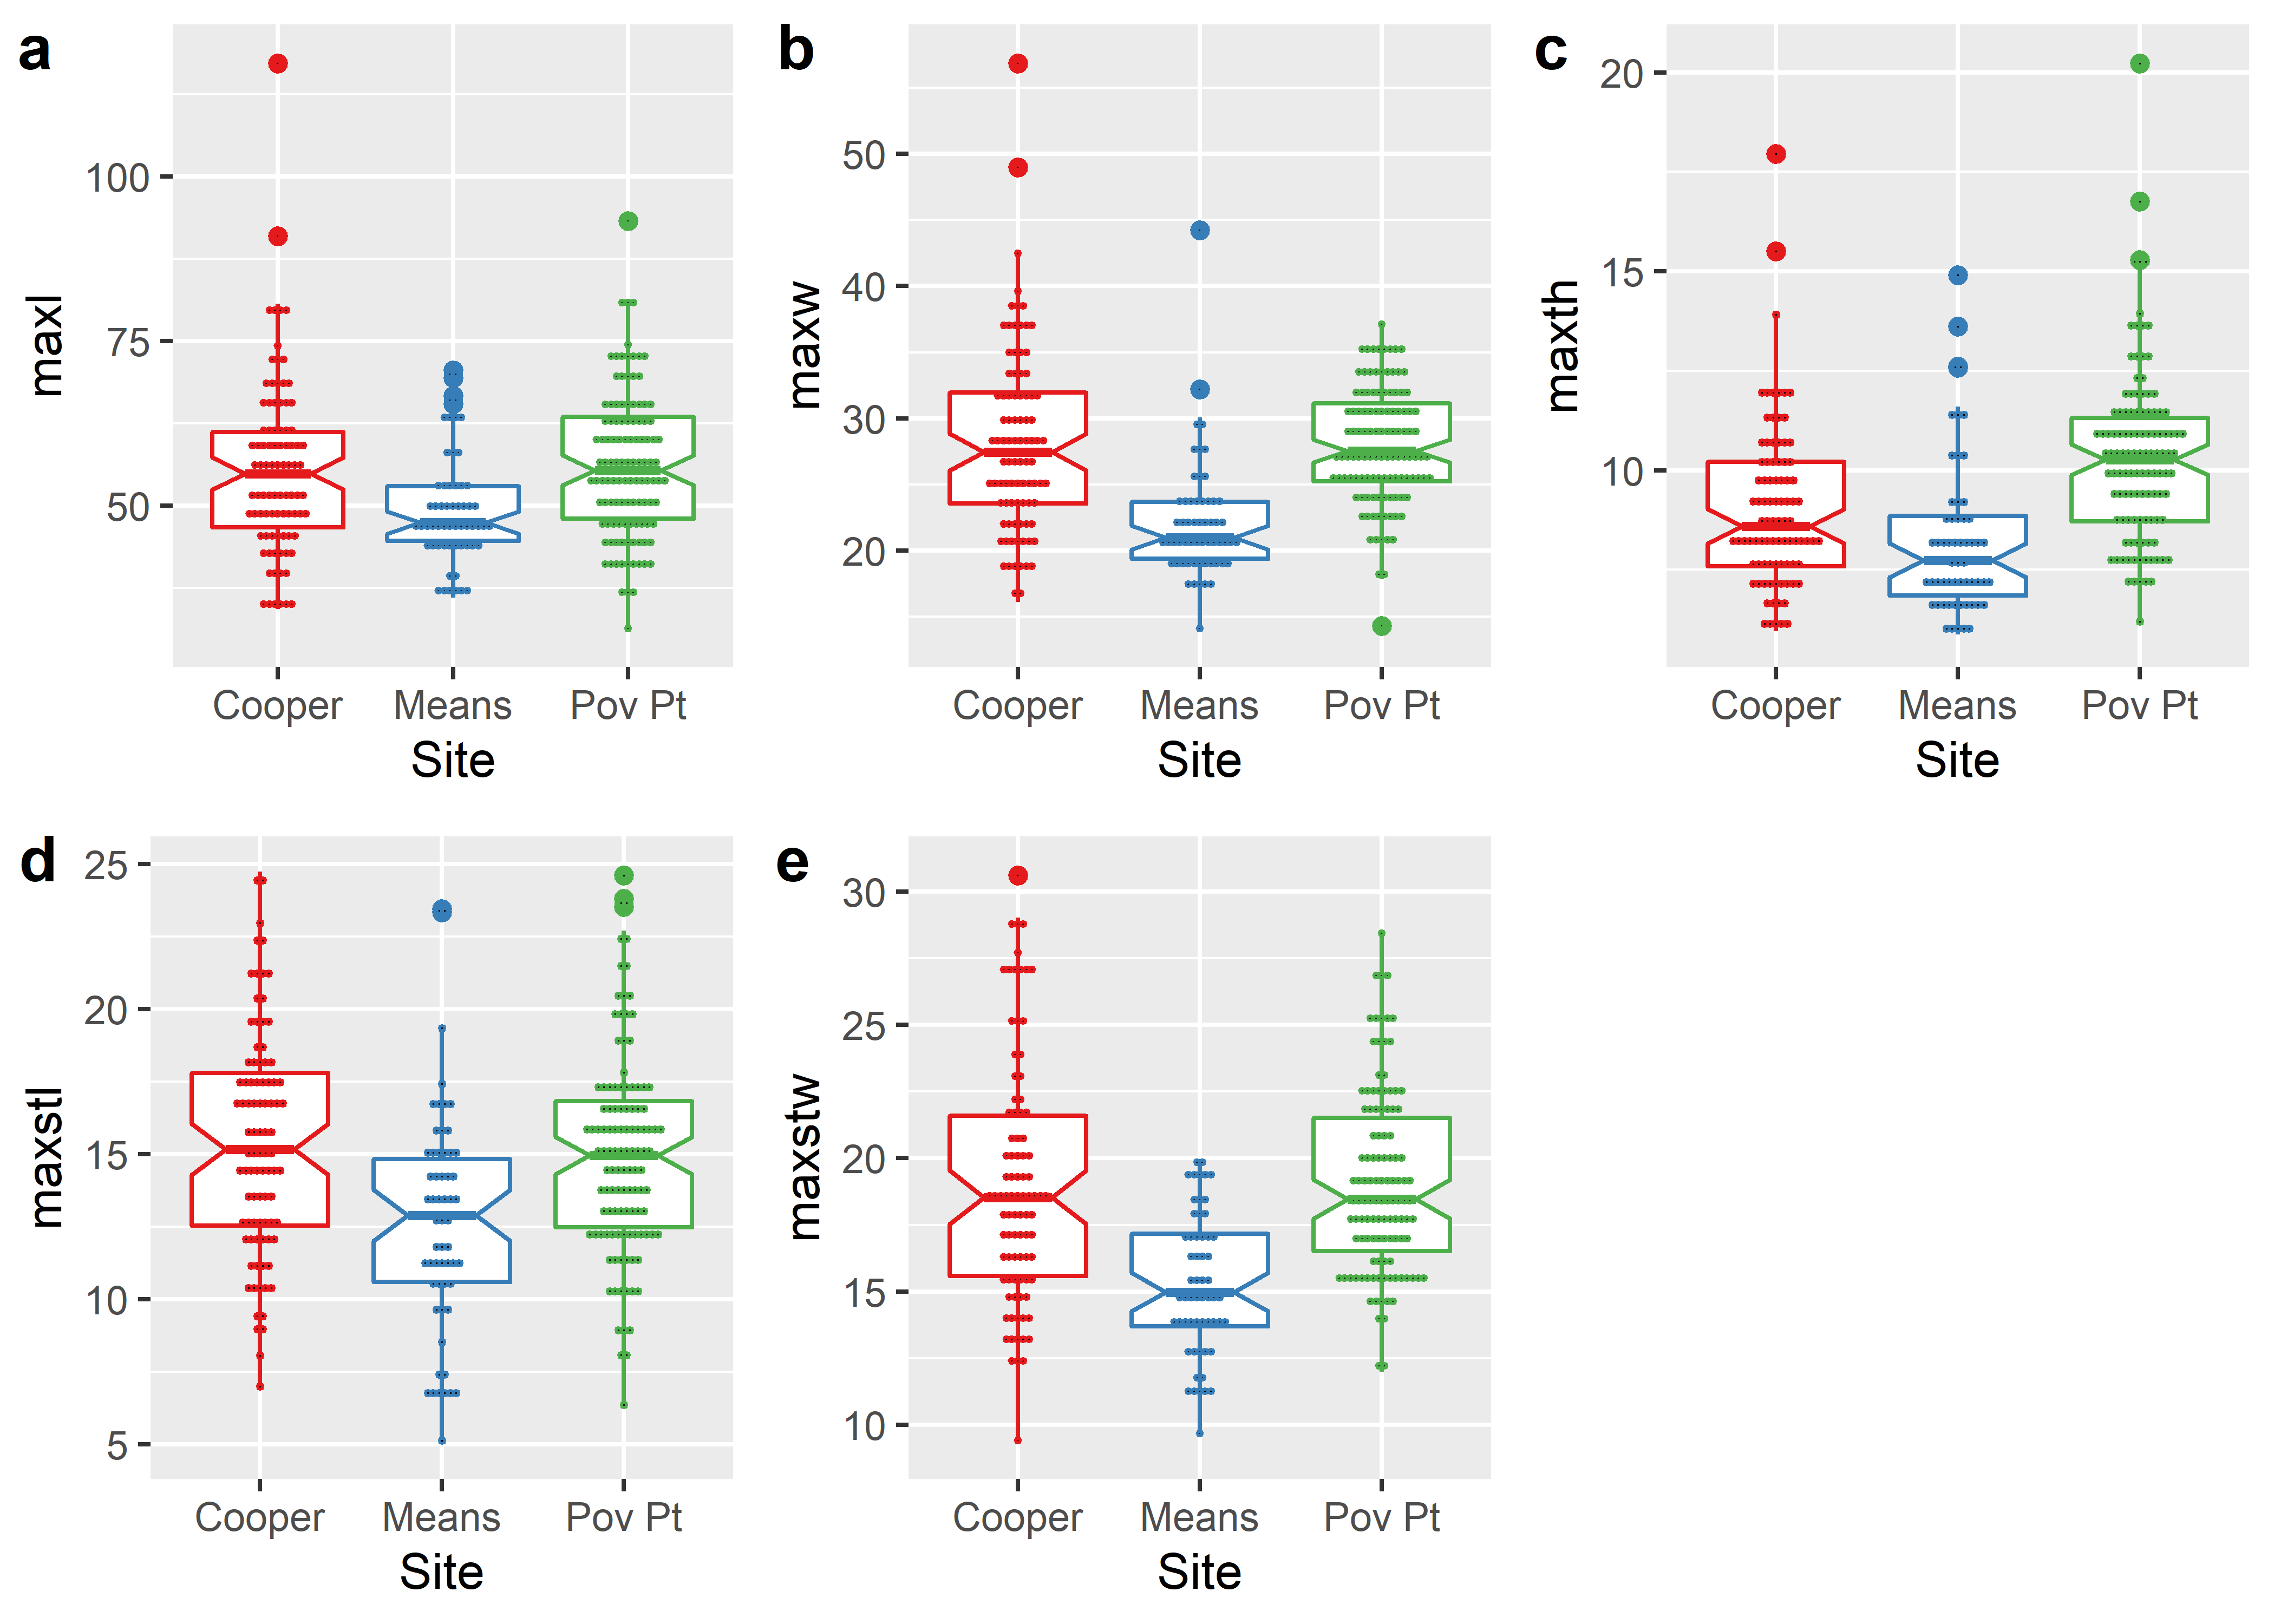 a
maxl
100
75
50
Cooper Means Pov Pt
Site
b
maxw
50
40
30
20
Cooper Means Pov Pt
Site
c
maxth
20
15
10
Cooper Means Pov Pt
Site
d
maxstl
25
20
15
10
5
Cooper Means Pov Pt
Site
e
maxstw
30
25
20
15
10
Cooper Means Pov Pt
Site